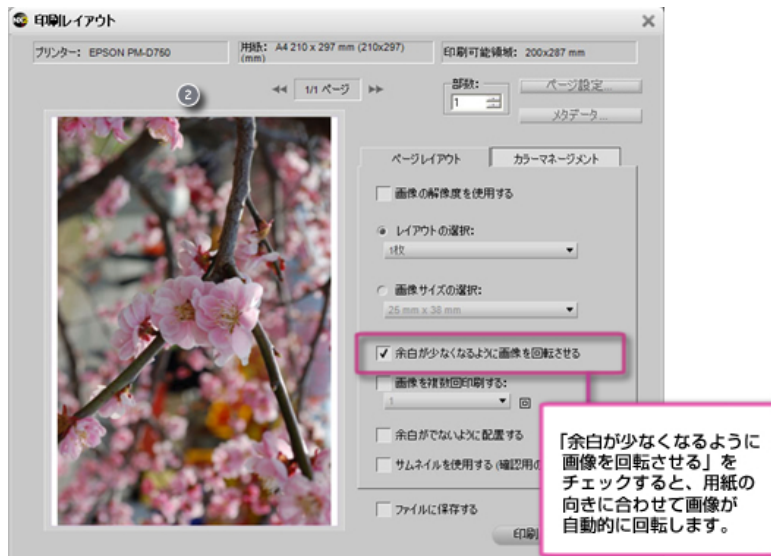 印刷レイアウト
プリンター: EPSON PM-D750
用紙: A4 210 x 297 mm (210x297)
(mm)
印刷可能領域: 200x287 mm
2
1/1 ページ
部数:
1
ページ設定...
メタデータ...
ページレイアウト
カラーマネージメント
画像の解像度を使用する
レイアウトの選択:
1枚
画像サイズの選択:
25 mm x 38 mm
余白が少なくなるように画像を回転させる
画像を複数回印刷する:
1
余白がでないように配置する
サムネイルを使用する (確認用の
ファイルに保存する
印刷
「余白が少なくなるように
画像を回転させる」を
チェックすると、用紙の
向きに合わせて画像が
自動的に回転します。